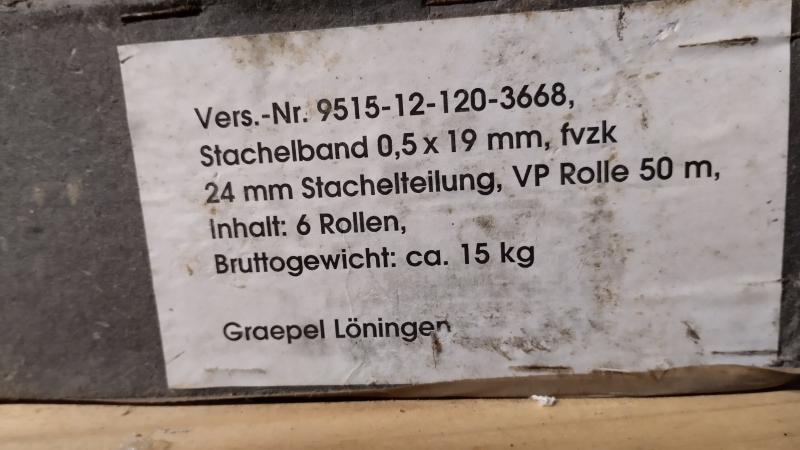 Vers.-Nr. 9515-12-120-3668,
Stachelband 0,5 x 19 mm, fvzk
24 mm Stachelteilung, VP Rolle 50 m,
Inhalt: 6 Rollen,
Bruttogewicht: ca. 15 kg
Graepel Löningen